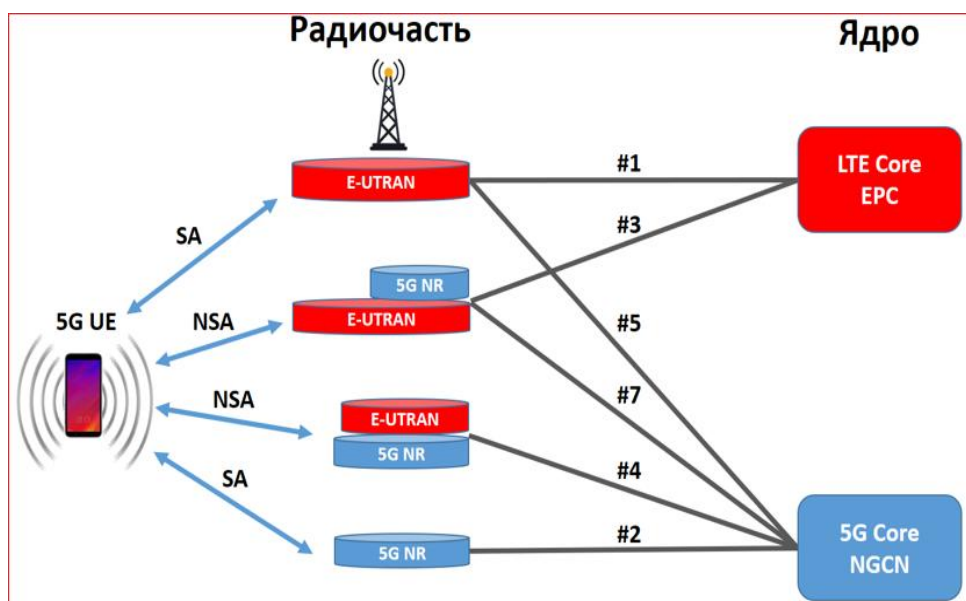 Радиочасть
Ядро
E-UTRAN
#1
LTE Core
EPC
SA
#3
5G NR
5G UE
NSA
E-UTRAN
#5
NSA
#7
E-UTRAN
5G NR
SA
#4
5G NR
#2
5G Core
NGCN